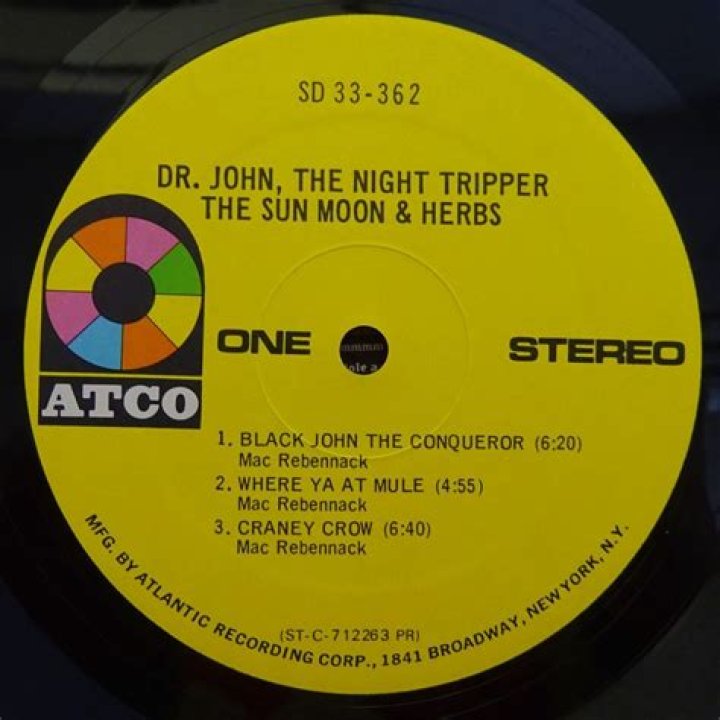 SD 33-362
DR. JOHN, THE NIGHT TRIPPER
THE SUN MOON & HERBS
ATCO
ONE
STEREO
1. BLACK JOHN THE CONQUEROR (6:20)
Mac Rebennack
2. WHERE YA AT MULE (4:55)
Mac Rebennack
3. CRANEY CROW (6:40)
Mac Rebennack
(ST-C-712263 PR)
MFG. BY ATLANTIC RECORDING CORP., 1841 BROADWAY, NEW YORK, N.Y.